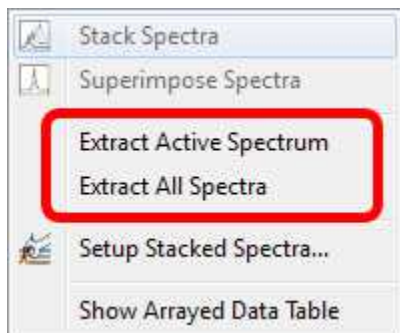 Stack Spectra
Superimpose Spectra
Extract Active Spectrum
Extract All Spectra
Setup Stacked Spectra...
Show Arrayed Data Table